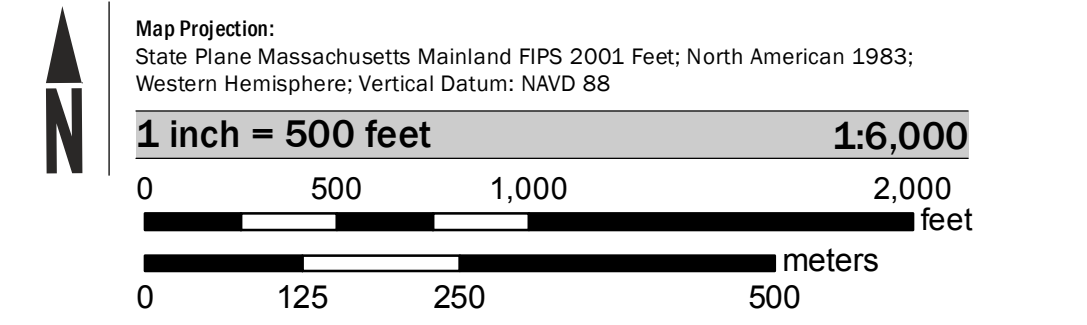 Map Projection:
State Plane Massachusetts Mainland FIPS 2001 Feet; North American 1983;
Western Hemisphere; Vertical Datum: NAVD 88
N
1 inch = 500 feet 1:6,000
0 500 1,000 2,000
feet
meters
0 125 250 500